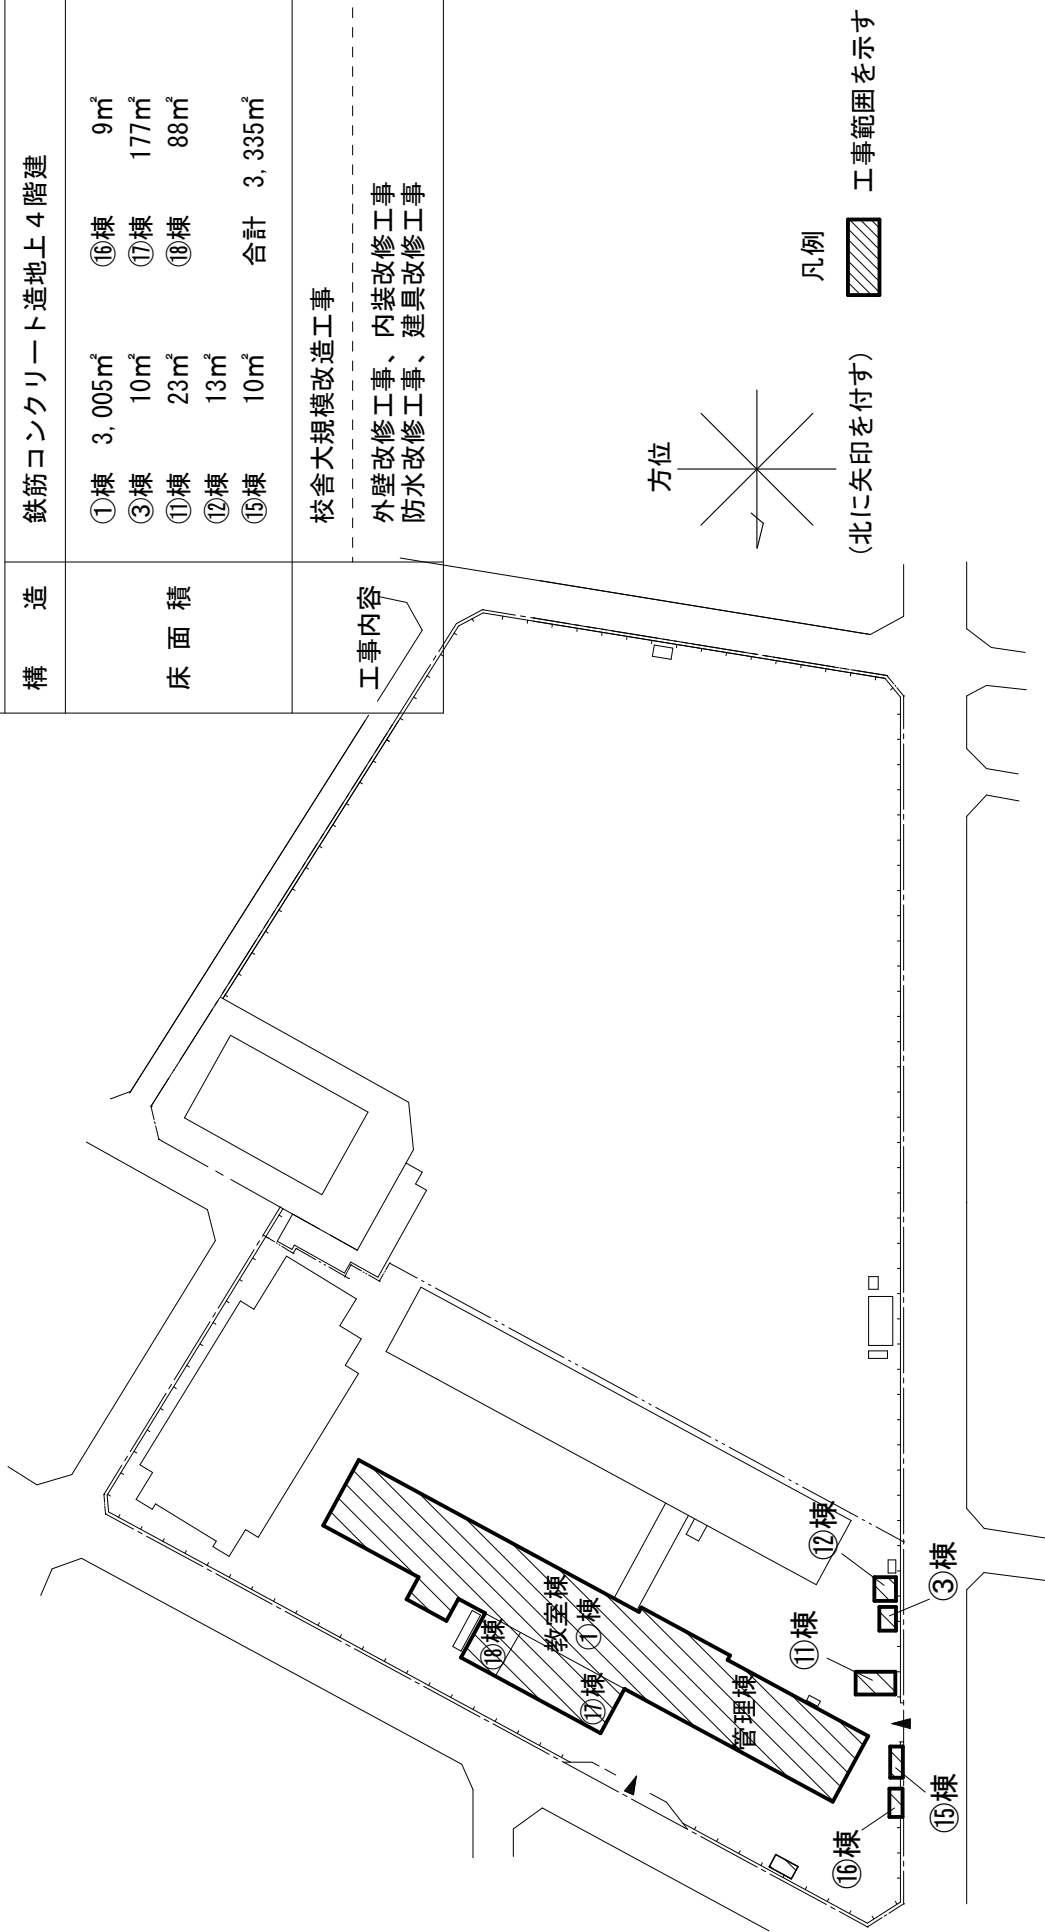 構　造　鉄筋コンクリート造地上４階建
床 面 積
①棟　3,005㎡　⑯棟　9㎡
③棟　10㎡　⑰棟　177㎡
⑪棟　23㎡　⑱棟　88㎡
⑫棟　13㎡
⑮棟　10㎡　合計　3,335㎡
工事内容
校舎大規模改造工事
外壁改修工事、内装改修工事
防水改修工事、建具改修工事
方位
(北に矢印を付す)
凡例
工事範囲を示す
⑱棟
教室棟
①棟
⑰棟
管理棟
⑫棟
③棟
⑪棟
⑮棟
⑯棟